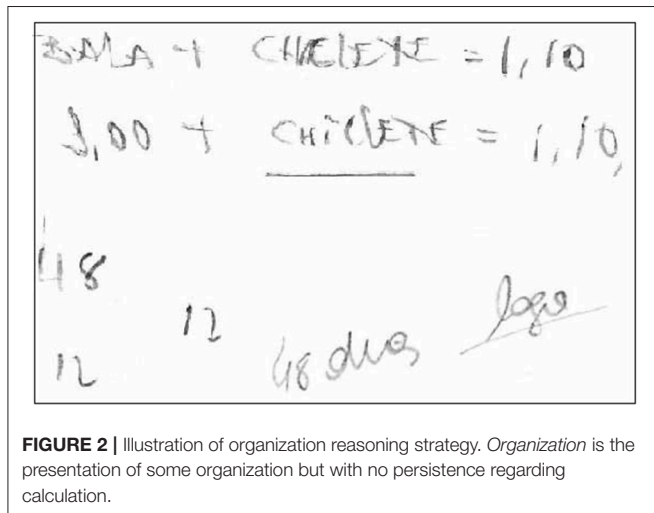 BALA + CHICLETE = 1,10
1,00 + CHICLETE = 1,10,
48
12
12 48 dias lago
FIGURE 2 | Illustration of organization reasoning strategy. Organization is the
presentation of some organization but with no persistence regarding
calculation.